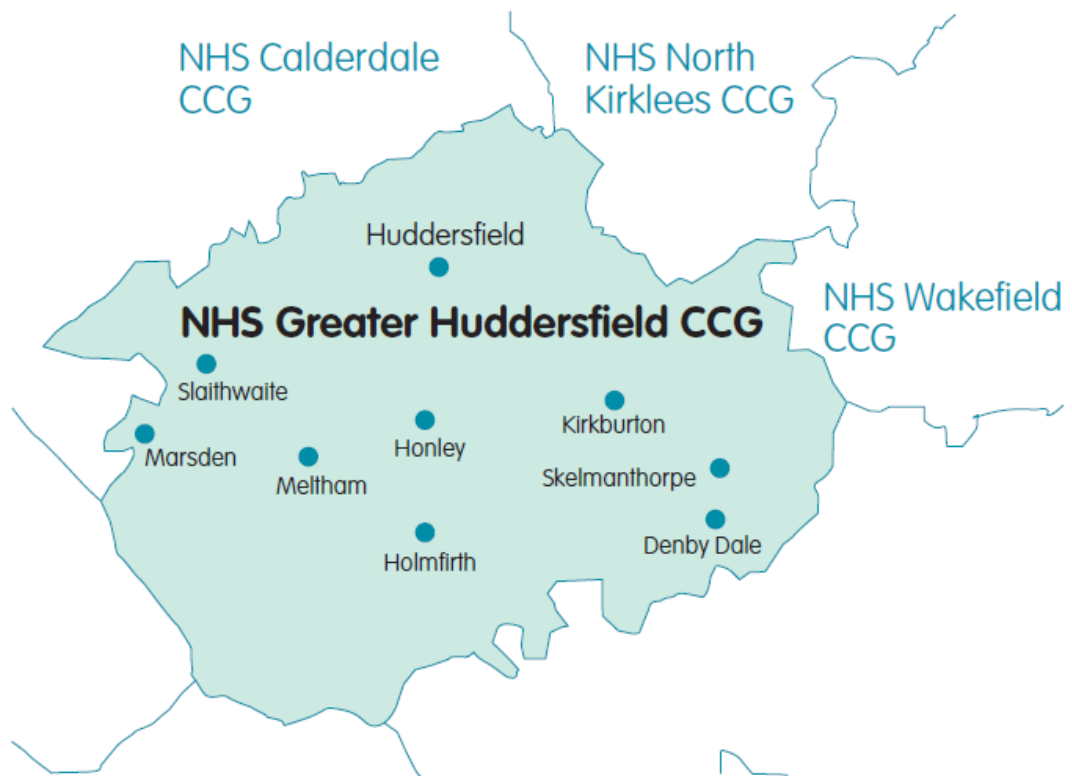 NHS Calderdale
CCG
NHS North
Kirklees CCG
Huddersfield
NHS Wakefield
CCG
NHS Greater Huddersfield CCG
Slaithwaite
Kirkburton
Honley
Marsden
Meltham
Skelmanthorpe
Denby Dale
Holmfirth